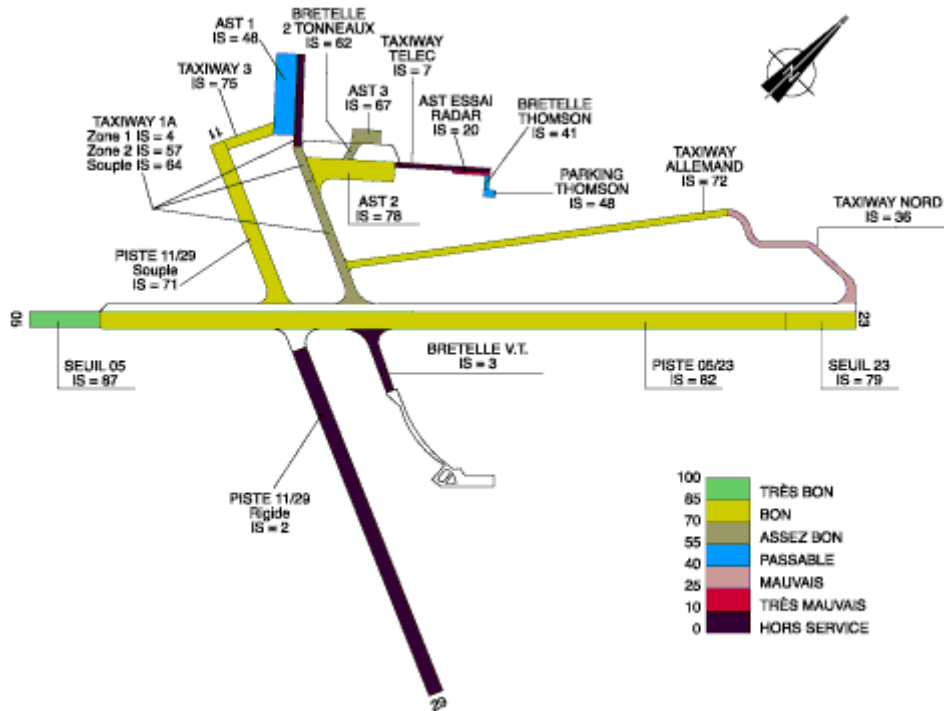 BRETELLE
2 TONNEAUX
IS = 62
AST 1
IS = 48
TAXIWAY
TELEC
IS = 7
TAXIWAY 3
IS = 75
AST 3
IS = 67
AST ESSAI
RADAR
IS = 20
BRETELLE
THOMSON
IS = 41
TAXIWAY 1A
Zone 1 IS = 4
Zone 2 IS = 57
Souple IS = 64
11
TAXIWAY
ALLEMAND
IS = 72
PARKING
THOMSON
IS = 48
TAXIWAY NORD
IS = 36
AST 2
IS = 78
N
PISTE 11/29
Souple
IS = 71
05
23
SEUIL 05
IS = 87
BRETELLE V.T.
IS = 3
PISTE 05/23
IS = 82
SEUIL 23
IS = 79
PISTE 11/29
Rigide
IS = 2
29
100
TRÈS BON
85
BON
70
ASSEZ BON
55
PASSABLE
40
MAUVAIS
25
TRÈS MAUVAIS
10
HORS SERVICE
0